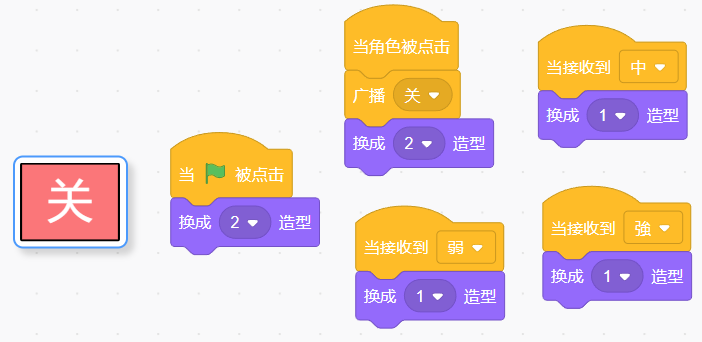 关
当 被点击
换成 2 造型
当角色被点击
广播 关
换成 2 造型
当接收到 弱
换成 1 造型
当接收到 中
换成 1 造型
当接收到 強
换成 1 造型